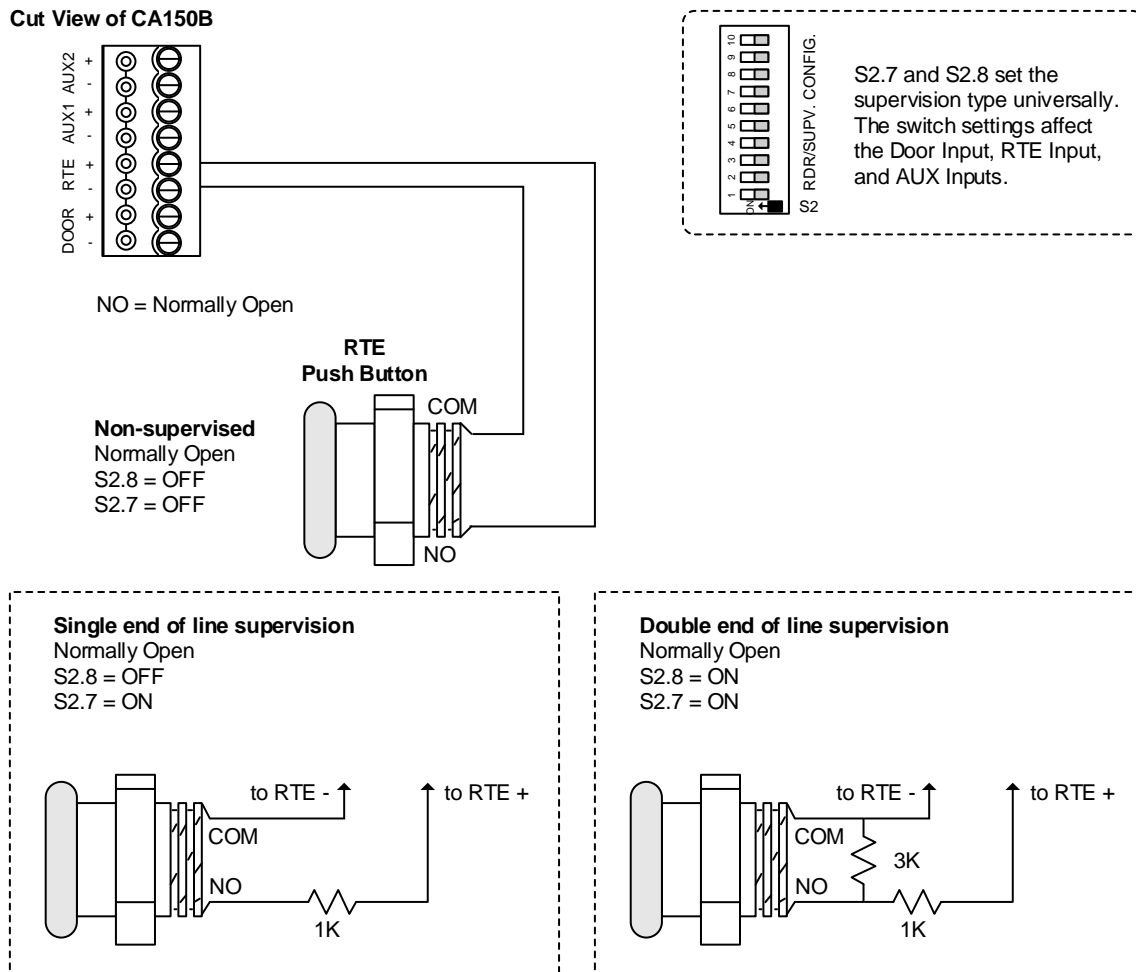 Cut View of CA150B
AUX2 + -
AUX1 + -
RTE + -
DOOR + -
10
9
8
7
6
5
4
3
2
1
ON
RDR/SUPV. CONFIG.
S2
S2.7 and S2.8 set the
supervision type universally.
The switch settings affect
the Door Input, RTE Input,
and AUX Inputs.
NO = Normally Open
RTE
Push Button
COM
NO
Non-supervised
Normally Open
S2.8 = OFF
S2.7 = OFF
Single end of line supervision
Normally Open
S2.8 = OFF
S2.7 = ON
to RTE -
to RTE +
COM
NO
1K
Double end of line supervision
Normally Open
S2.8 = ON
S2.7 = ON
to RTE -
to RTE +
COM
3K
NO
1K